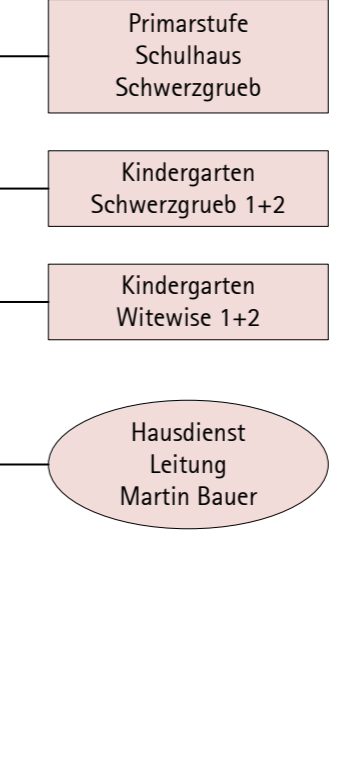 Primarstufe
Schulhaus
Schwerzgrueb
Kindergarten
Schwerzgrueb 1+2
Kindergarten
Witewise 1+2
Hausdienst
Leitung
Martin Bauer